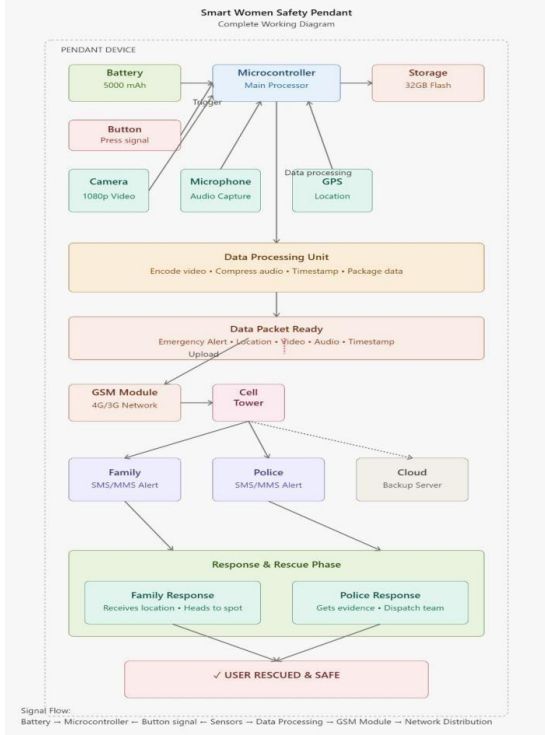 Smart Women Safety Pendant
Complete Working Diagram
PENDANT DEVICE
Battery
5000 mAh
Microcontroller
Main Processor
Storage
32GB Flash
Trigger
Button
Press signal
Data processing
Camera
1080p Video
Microphone
Audio Capture
GPS
Location
Data Processing Unit
Encode video • Compress audio • Timestamp • Package data
Data Packet Ready
Emergency Alert • Location • Video • Audio • Timestamp
Upload
GSM Module
4G/3G Network
Cell
Tower
Family
SMS/MMS Alert
Police
SMS/MMS Alert
Cloud
Backup Server
Response & Rescue Phase
Family Response
Receives location • Heads to spot
Police Response
Gets evidence • Dispatch team
✓ USER RESCUED & SAFE
Signal Flow:
Battery → Microcontroller ← Button signal ← Sensors → Data Processing → GSM Module → Network Distribution